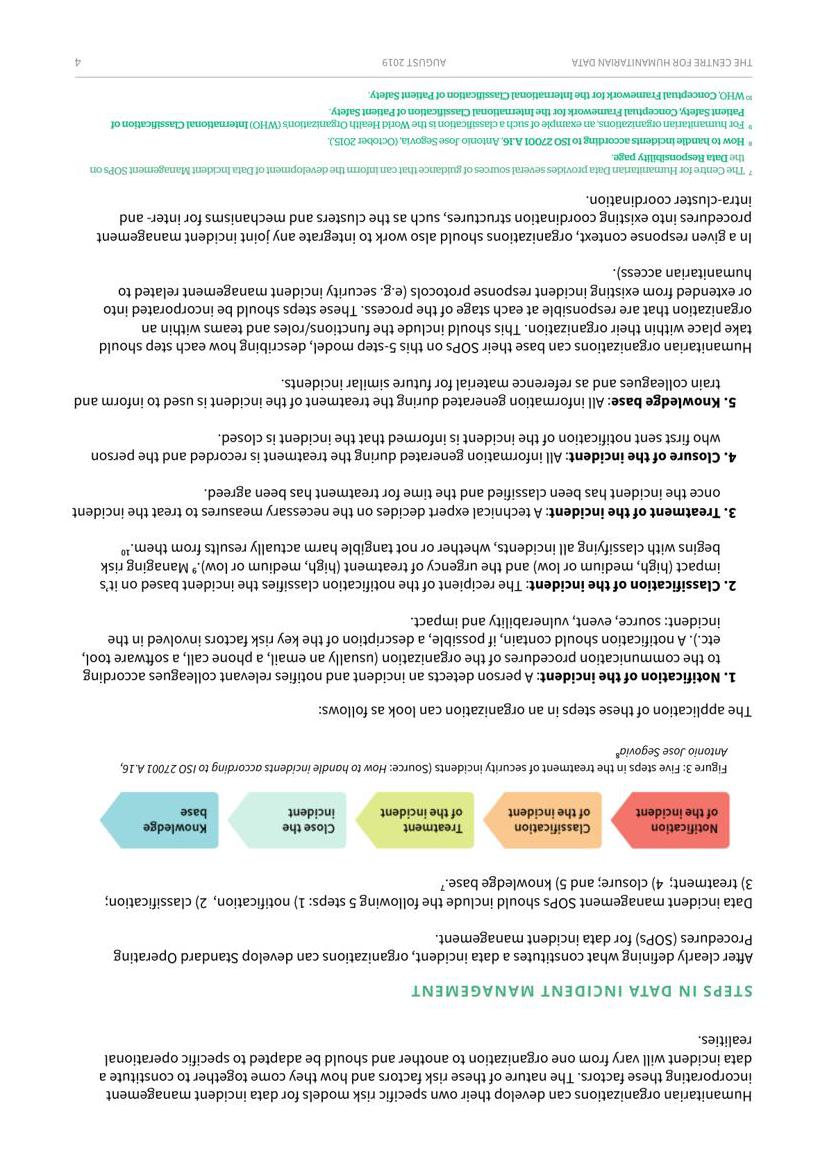 Humanitarian organizations can develop their own specific risk models for data incident management
incorporating these factors. The nature of these risk factors and how they come together to constitute a
data incident will vary from one organization to another and should be adapted to specific operational
realities.
STEPS IN DATA INCIDENT MANAGEMENT
After clearly defining what constitutes a data incident, organizations can develop Standard Operating
Procedures (SOPs) for data incident management.
Data incident management SOPs should include the following 5 steps: 1) notification, 2) classification;
3) treatment; 4) closure; and 5) knowledge base.⁷
Notification
of the incident
Classification
of the incident
Treatment
of the incident
Close the
incident
Knowledge
base
Figure 3: Five steps in the treatment of security incidents (Source: How to handle incidents according to ISO 27001 A.16,
Antonio Jose Segovia⁸
The application of these steps in an organization can look as follows:
1. Notification of the incident: A person detects an incident and notifies relevant colleagues according
to the communication procedures of the organization (usually an email, a phone call, a software tool,
etc.). A notification should contain, if possible, a description of the key risk factors involved in the
incident: source, event, vulnerability and impact.
2. Classification of the incident: The recipient of the notification classifies the incident based on it's
impact (high, medium or low) and the urgency of treatment (high, medium or low).⁹ Managing risk
begins with classifying all incidents, whether or not tangible harm actually results from them.¹⁰
3. Treatment of the incident: A technical expert decides on the necessary measures to treat the incident
once the incident has been classified and the time for treatment has been agreed.
4. Closure of the incident: All information generated during the treatment is recorded and the person
who first sent notification of the incident is informed that the incident is closed.
5. Knowledge base: All information generated during the treatment of the incident is used to inform and
train colleagues and as reference material for future similar incidents.
Humanitarian organizations can base their SOPs on this 5-step model, describing how each step should
take place within their organization. This should include the functions/roles and teams within an
organization that are responsible at each stage of the process. These steps should be incorporated into
or extended from existing incident response protocols (e.g. security incident management related to
humanitarian access).
In a given response context, organizations should also work to integrate any joint incident management
procedures into existing coordination structures, such as the clusters and mechanisms for inter- and
intra-cluster coordination.
⁷ The Centre for Humanitarian Data provides several sources of guidance that can inform the development of Data Incident Management SOPs on
the Data Responsibility page.
⁸ How to handle incidents according to ISO 27001 A.16, Antonio Jose Segovia, (October 2015).
⁹ For humanitarian organizations, an example of such a classification is the World Health Organization's (WHO) International Classification of
Patient Safety, Conceptual Framework for the International Classification of Patient Safety.
¹⁰ WHO, Conceptual Framework for the International Classification of Patient Safety.
THE CENTRE FOR HUMANITARIAN DATA AUGUST 2019 4